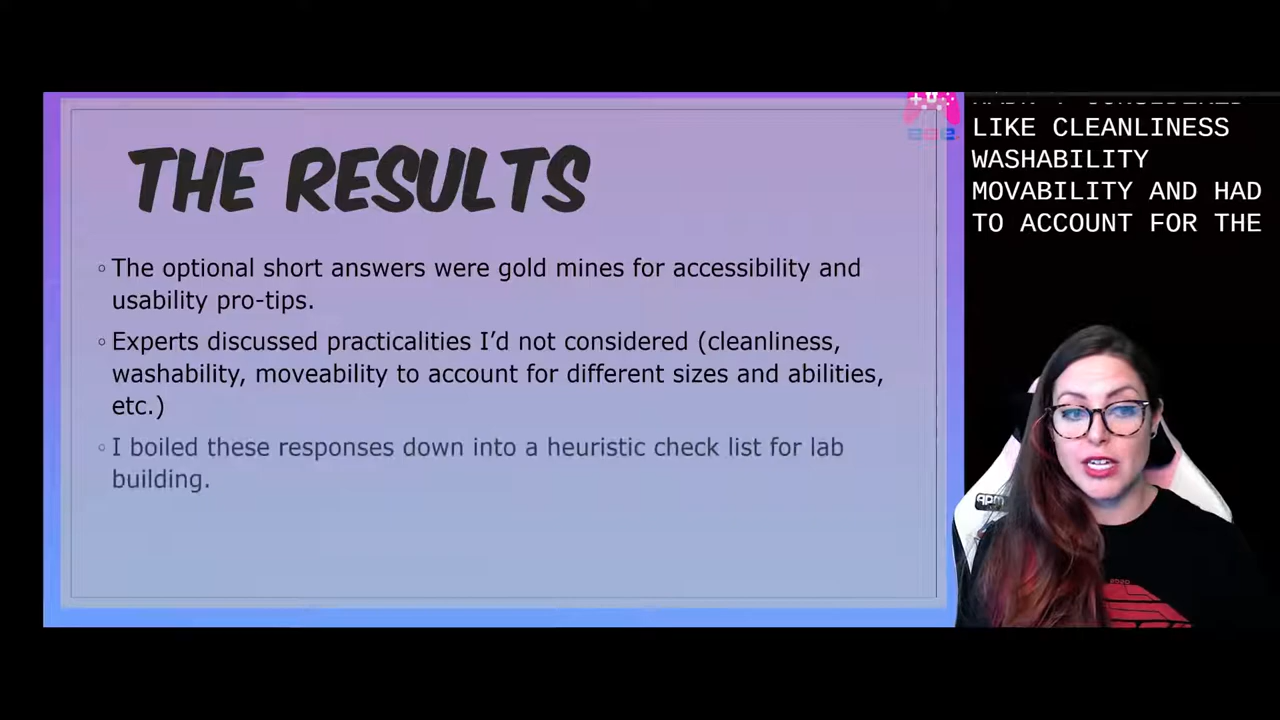 THE RESULTS
The optional short answers were gold mines for accessibility and
usability pro-tips.
Experts discussed practicalities I'd not considered (cleanliness,
washability, moveability to account for different sizes and abilities,
etc.)
I boiled these responses down into a heuristic check list for lab
building.
LIKE CLEANLINESS
WASHABILITY
MOVABILITY AND HAD
TO ACCOUNT FOR THE